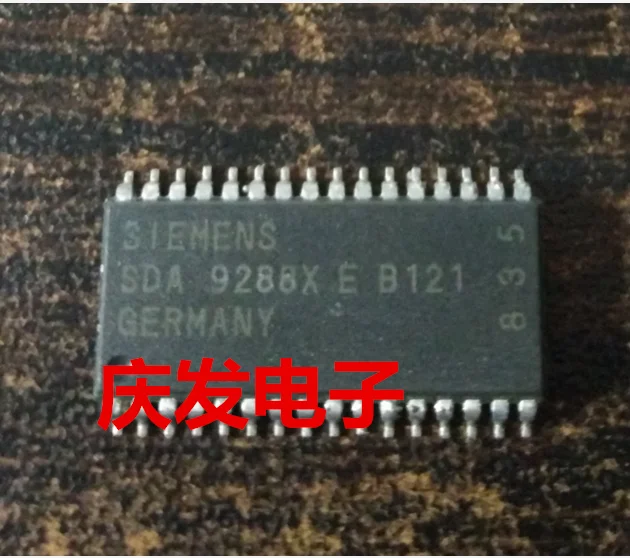 SIEMENS
SDA 9288X E B121
GERMANY
835
庆发电子